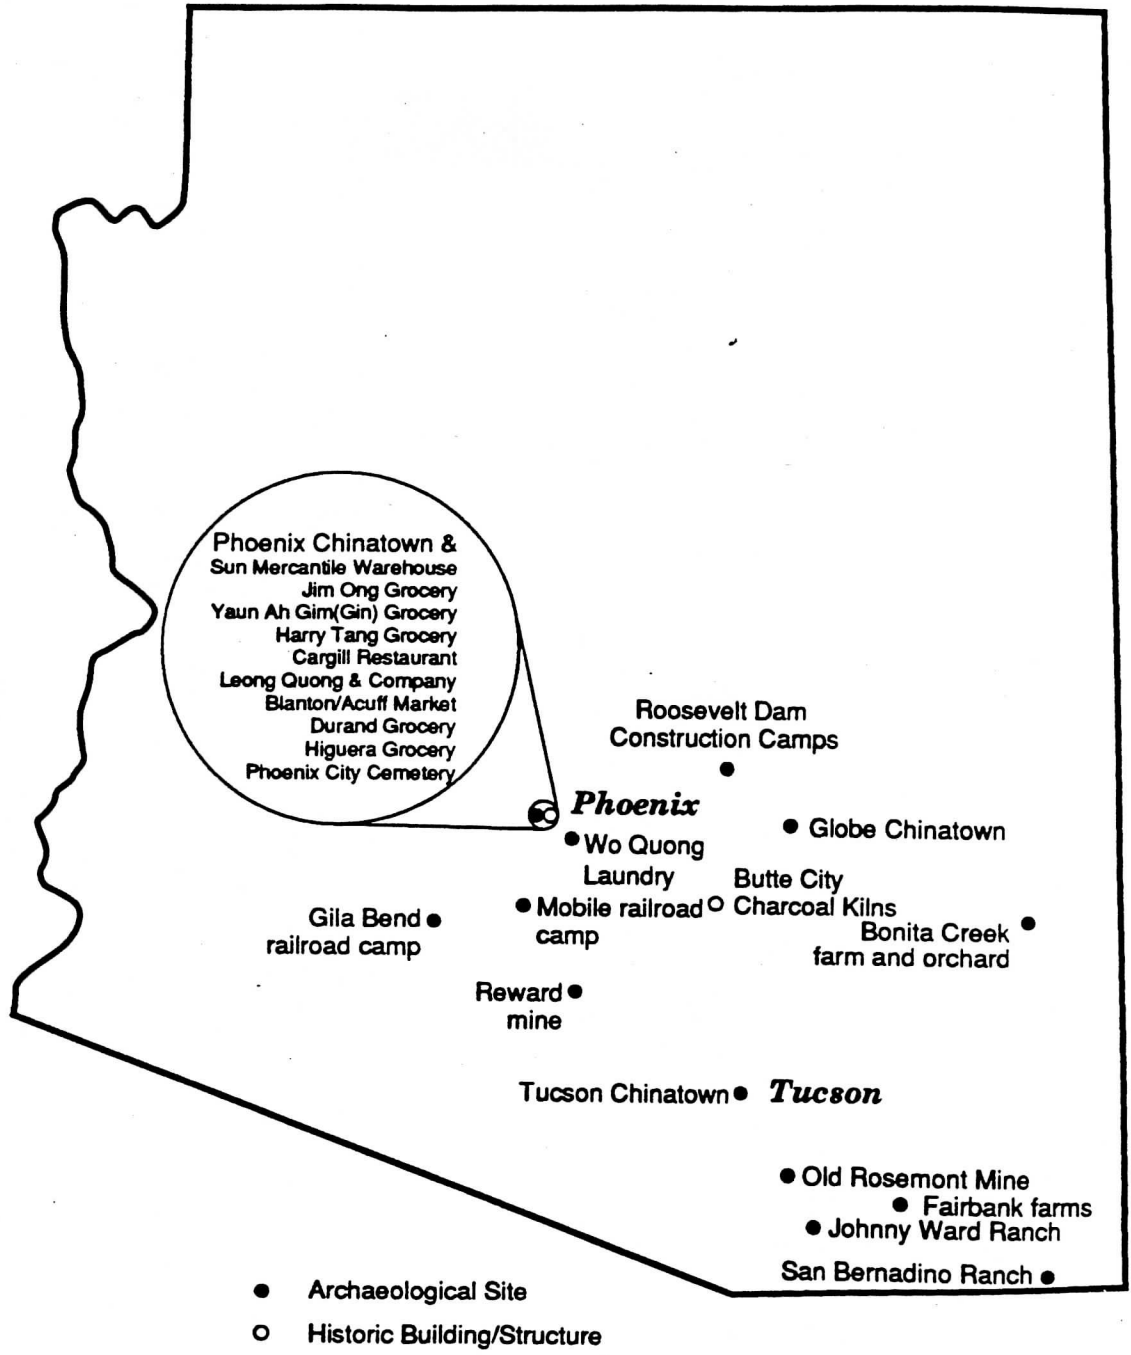 Phoenix Chinatown &
Sun Mercantile Warehouse
Jim Ong Grocery
Yaun Ah Gim(Gin) Grocery
Harry Tang Grocery
Cargill Restaurant
Leong Quong & Company
Blanton/Acuff Market
Durand Grocery
Higuera Grocery
Phoenix City Cemetery
Roosevelt Dam
Construction Camps
Phoenix
Globe Chinatown
Wo Quong
Laundry
Butte City
Charcoal Kilns
Mobile railroad
camp
Gila Bend
railroad camp
Bonita Creek
farm and orchard
Reward
mine
Tucson Chinatown
Tucson
Old Rosemont Mine
Fairbank farms
Johnny Ward Ranch
San Bernadino Ranch
Archaeological Site
Historic Building/Structure